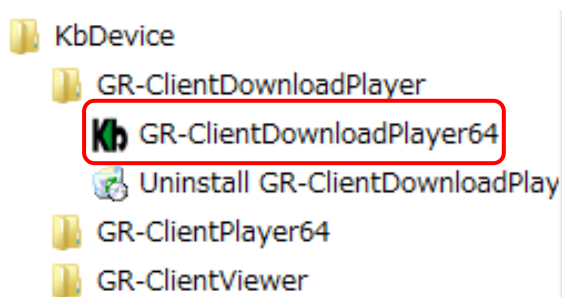 KbDevice
GR-ClientDownloadPlayer
Kb GR-ClientDownloadPlayer64
Uninstall GR-ClientDownloadPlay
GR-ClientPlayer64
GR-ClientViewer